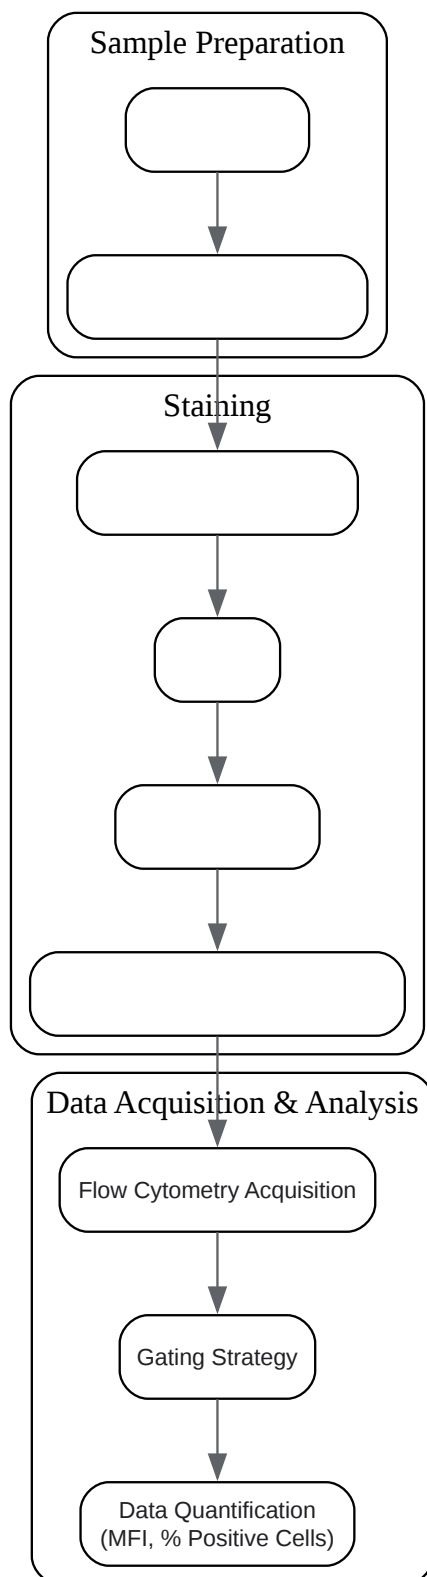 Sample Preparation
Staining
Data Acquisition & Analysis
Flow Cytometry Acquisition
Gating Strategy
Data Quantification
(MFI, % Positive Cells)